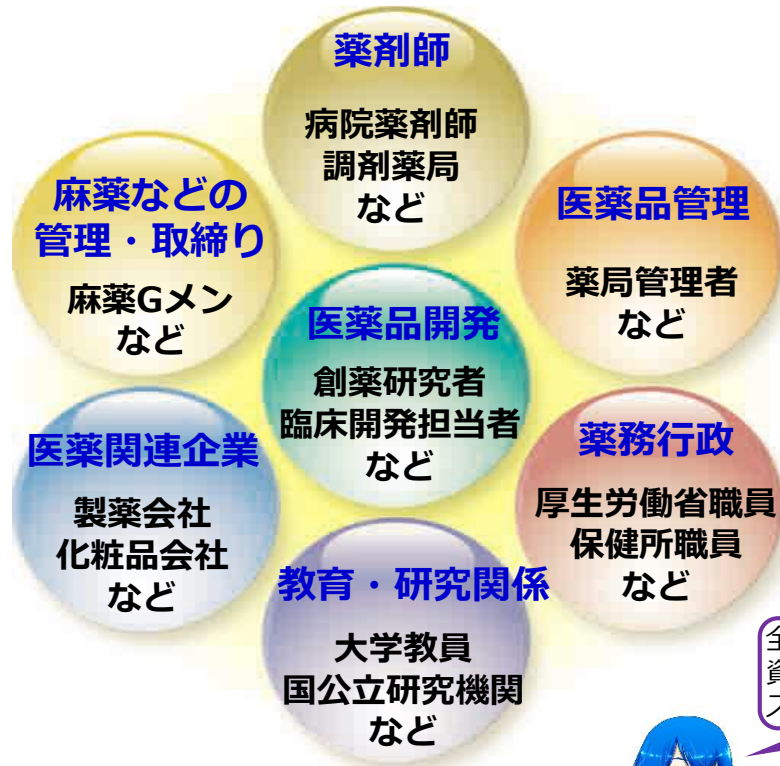 薬剤師
病院薬剤師
調剤薬局
など
麻薬などの
管理・取締り
麻薬Gメン
など
医薬品管理
薬局管理者
など
医薬品開発
創薬研究者
臨床開発担当者
など
医薬関連企業
製薬会社
化粧品会社
など
薬務行政
厚生労働省職員
保健所職員
など
教育・研究関係
大学教員
国公立研究機関
など